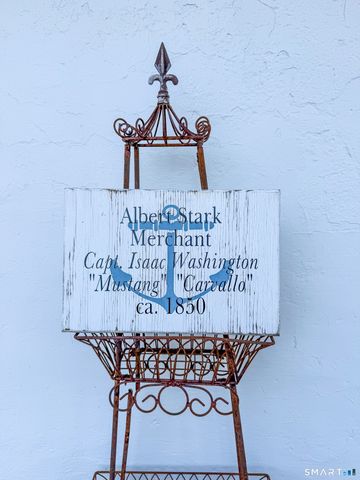 Albert Stark
Merchant
Capt. Isaac Washington
"Mustang" "Carvallo"
ca. 1850
SMART